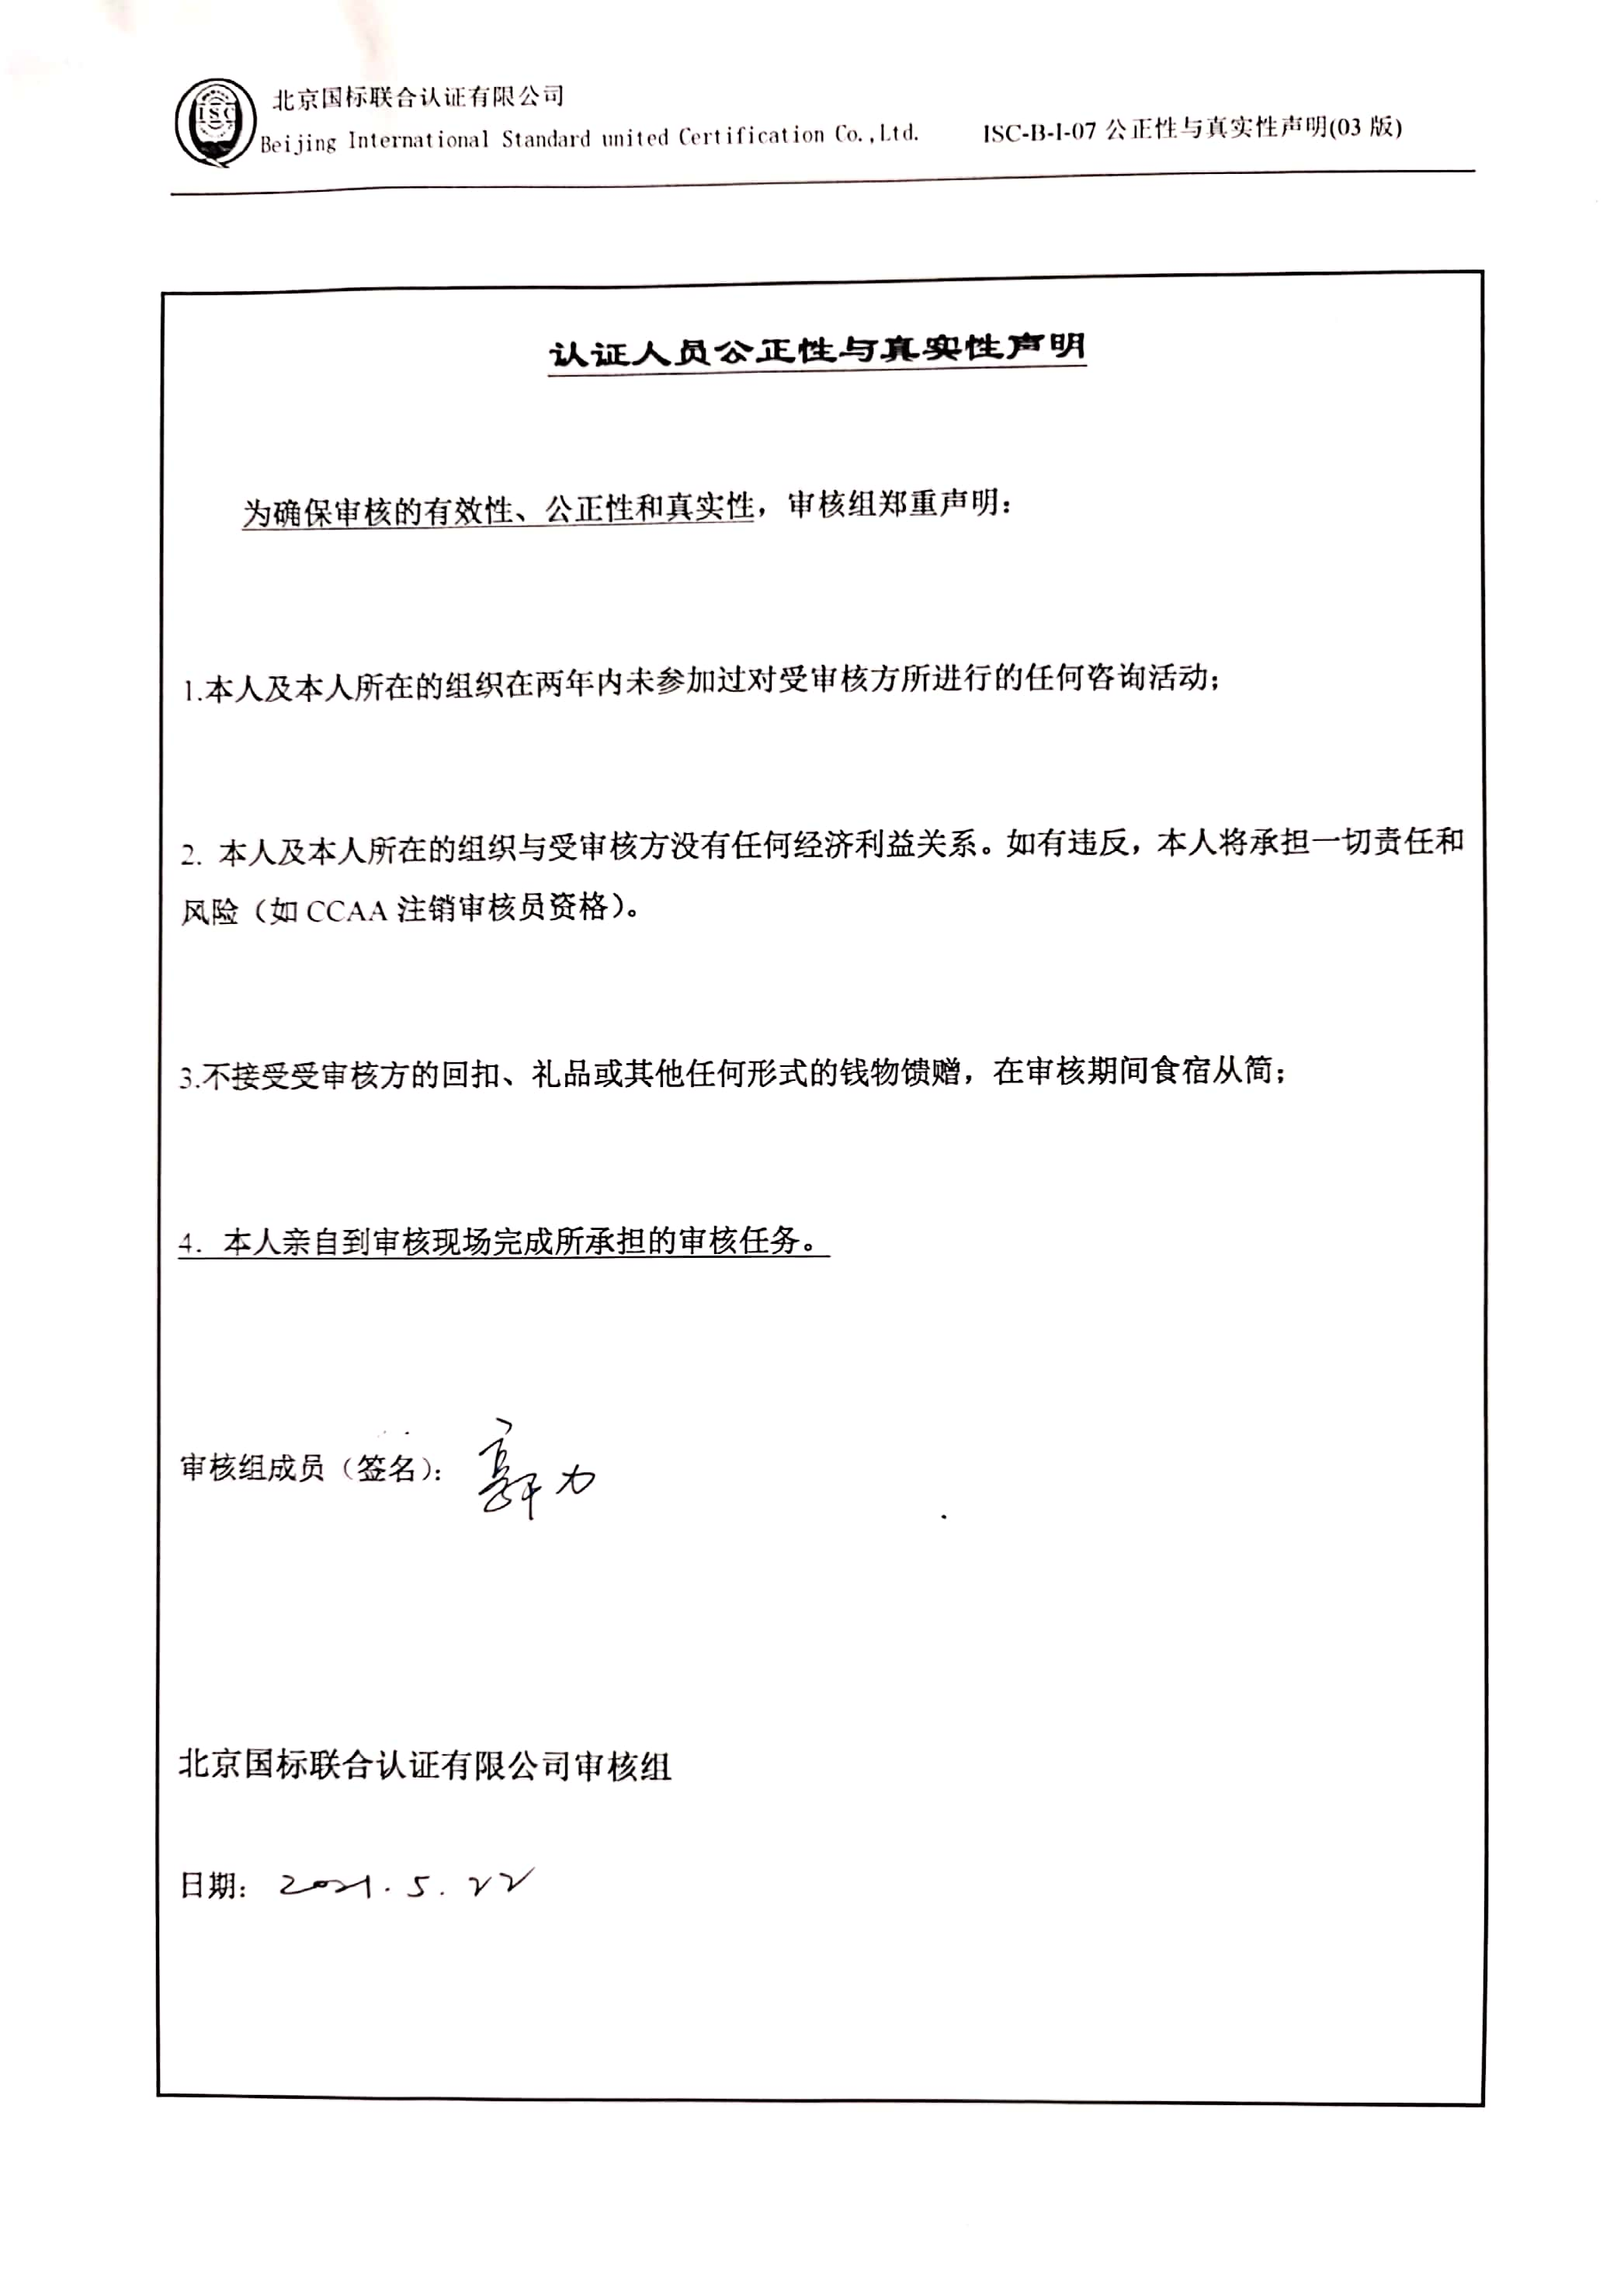 北京国标联合认证有限公司
Beijing International Standard united Certification Co.,Ltd. ISC-B-I-07 公正性与真实性声明(03 版)
ISC
认证人员公正性与真实性声明
为确保审核的有效性、公正性和真实性，审核组郑重声明：
1.本人及本人所在的组织在两年内未参加过对受审核方所进行的任何咨询活动；
2. 本人及本人所在的组织与受审核方没有任何经济利益关系。如有违反，本人将承担一切责任和
风险（如 CCAA 注销审核员资格）。
3.不接受受审核方的回扣、礼品或其他任何形式的钱物馈赠，在审核期间食宿从简；
4. 本人亲自到审核现场完成所承担的审核任务。
审核组成员（签名）： 郭力
北京国标联合认证有限公司审核组
日期： 2021.5.22